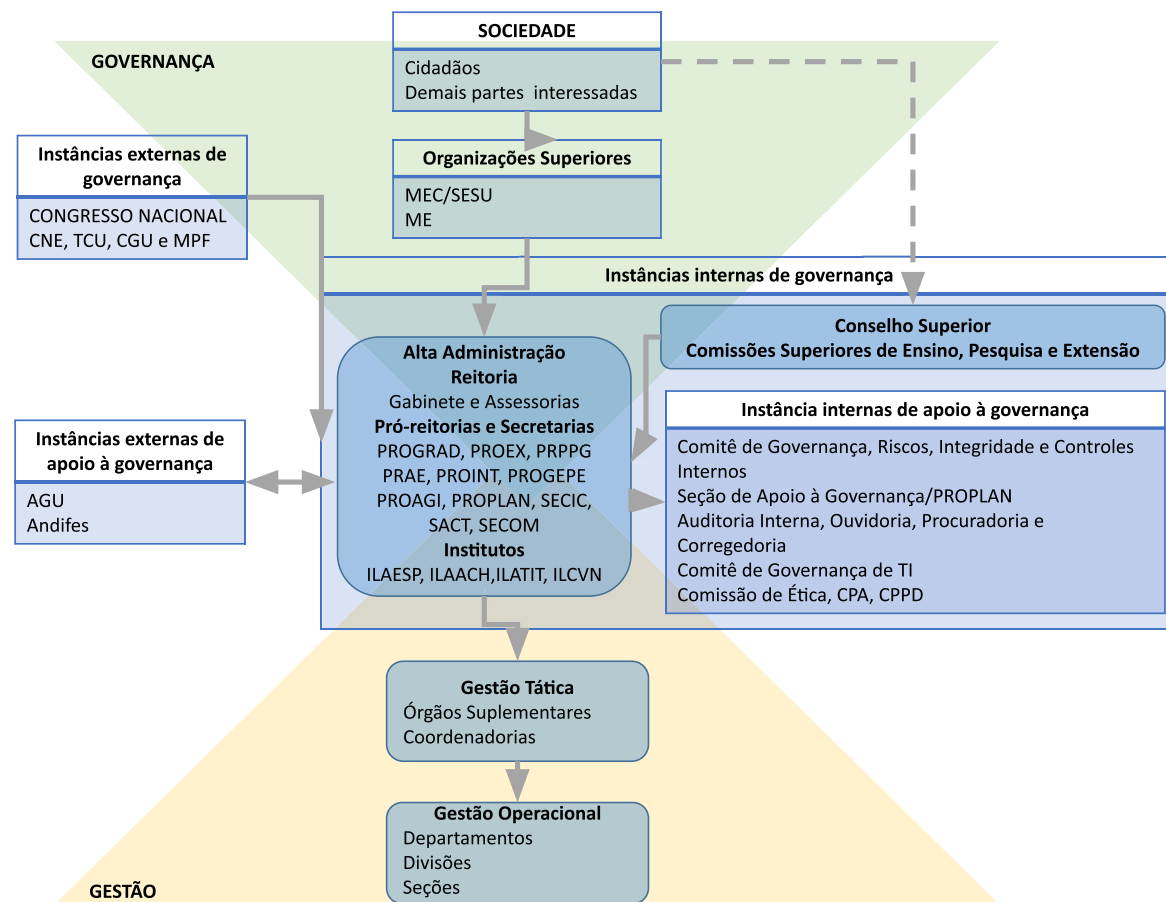 GOVERNANÇA
SOCIEDADE
Cidadãos
Demais partes interessadas
Instâncias externas de
governança
CONGRESSO NACIONAL
CNE, TCU, CGU e MPF
Organizações Superiores
MEC/SESU
ME
Instâncias internas de governança
Conselho Superior
Comissões Superiores de Ensino, Pesquisa e Extensão
Alta Administração
Reitoria
Gabinete e Assessorias
Pró-reitorias e Secretarias
PROGRAD, PROEX, PRPPG
PRAE, PROINT, PROGEPE
PROAGI, PROPLAN, SECIC,
SACT, SECOM
Institutos
ILAESP, ILAACH,ILATIT, ILCVN
Instância internas de apoio à governança
Comitê de Governança, Riscos, Integridade e Controles
Internos
Seção de Apoio à Governança/PROPLAN
Auditoria Interna, Ouvidoria, Procuradoria e
Corregedoria
Comitê de Governança de TI
Comissão de Ética, CPA, CPPD
Instâncias externas de
apoio à governança
AGU
Andifes
Gestão Tática
Órgãos Suplementares
Coordenadorias
Gestão Operacional
Departamentos
Divisões
Seções
GESTÃO